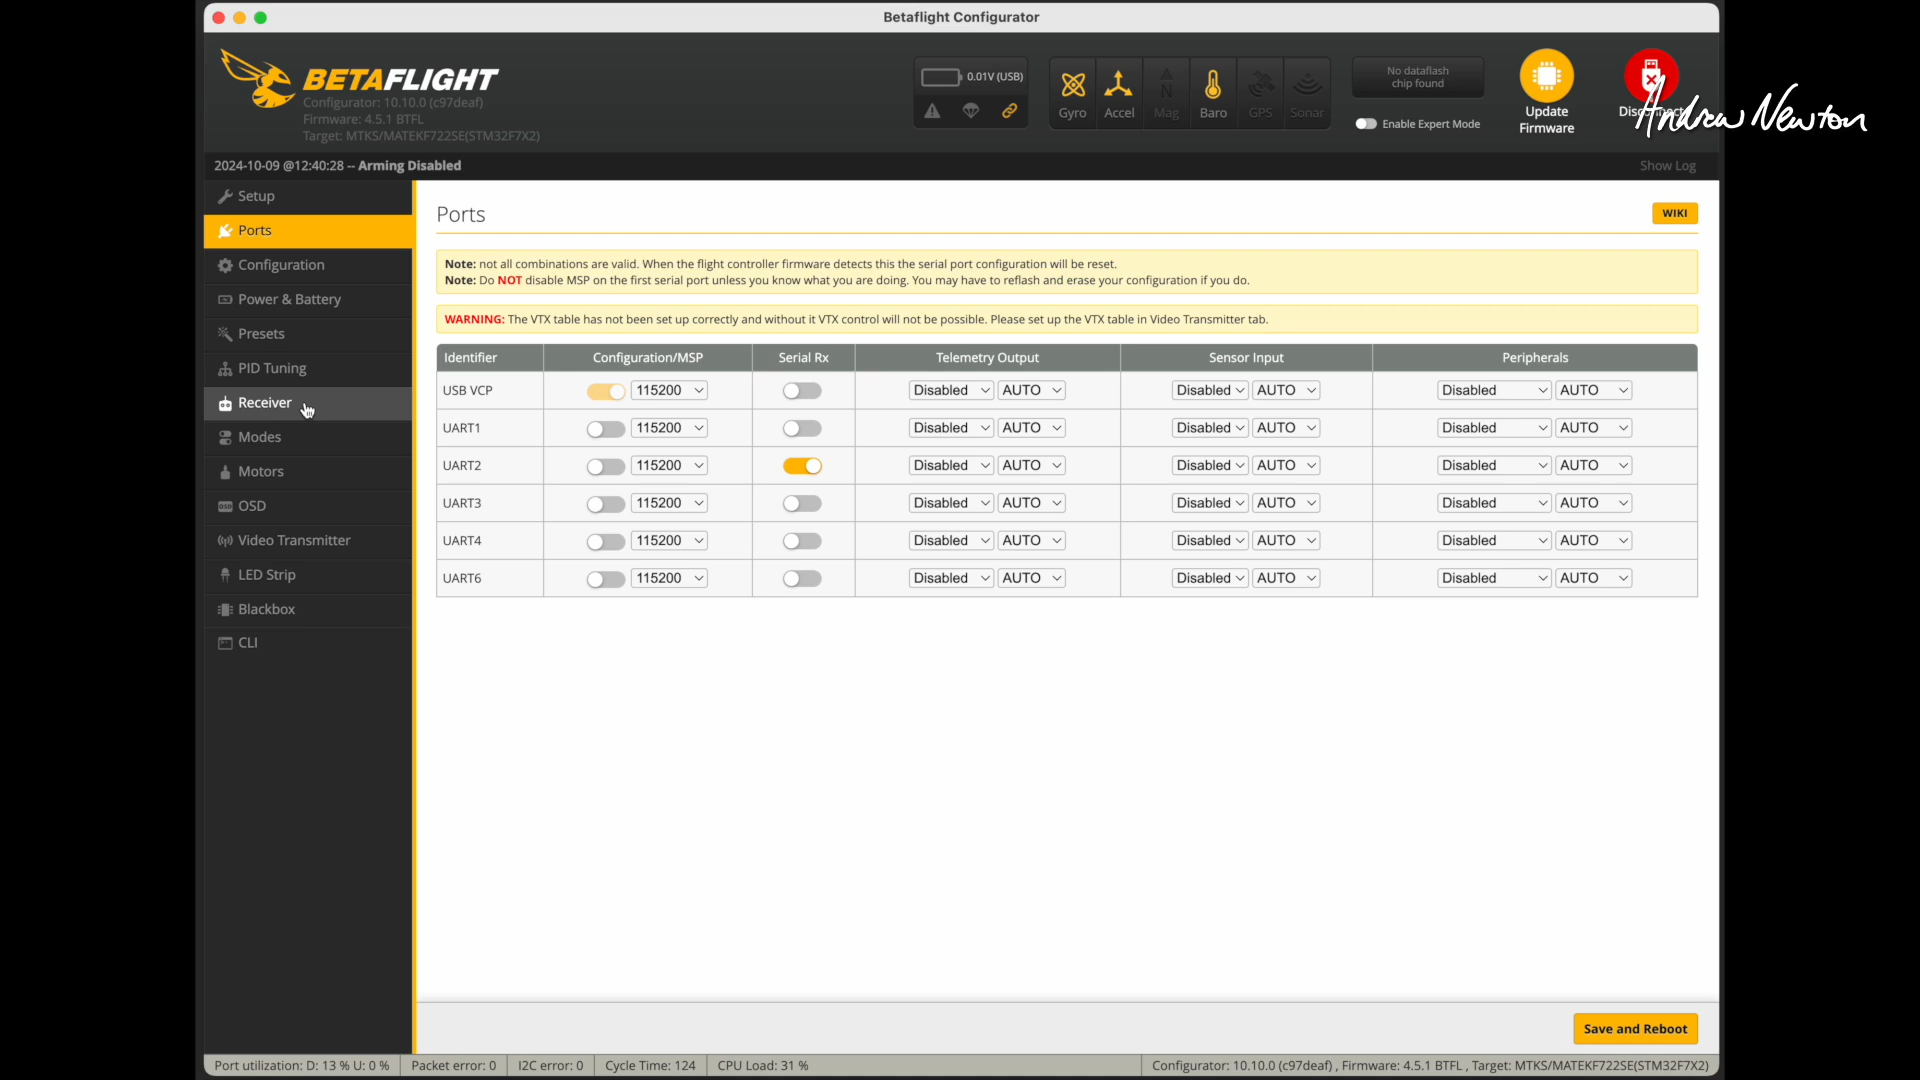 Betaflight Configurator
BETAFLIGHT
Configurator: 10.10.0 (c97deaf)
Firmware: 4.5.1 BTFL
Target: MTKS/MATEKF722SE(STM32F7X2)
0.01V (USB)
Gyro Accel Mag Baro GPS Sonar
No dataflash
chip found
Enable Expert Mode
Update
Firmware
Andrew Newton
2024-10-09 @12:40:28 -- Arming Disabled
Show Log
Setup
Ports
Configuration
Power & Battery
Presets
PID Tuning
Receiver
Modes
Motors
OSD
Video Transmitter
LED Strip
Blackbox
CLI
Ports
WIKI
Note: not all combinations are valid. When the flight controller firmware detects this the serial port configuration will be reset.
Note: Do NOT disable MSP on the first serial port unless you know what you are doing. You may have to reflash and erase your configuration if you do.
WARNING: The VTX table has not been set up correctly and without it VTX control will not be possible. Please set up the VTX table in Video Transmitter tab.
Identifier Configuration/MSP Serial Rx Telemetry Output Sensor Input Peripherals
USB VCP 115200 Disabled AUTO Disabled AUTO Disabled AUTO
UART1 115200 Disabled AUTO Disabled AUTO Disabled AUTO
UART2 115200 Disabled AUTO Disabled AUTO Disabled AUTO
UART3 115200 Disabled AUTO Disabled AUTO Disabled AUTO
UART4 115200 Disabled AUTO Disabled AUTO Disabled AUTO
UART6 115200 Disabled AUTO Disabled AUTO Disabled AUTO
Save and Reboot
Port utilization: D: 13 % U: 0 % Packet error: 0 I2C error: 0 Cycle Time: 124 CPU Load: 31 % Configurator: 10.10.0 (c97deaf) , Firmware: 4.5.1 BTFL , Target: MTKS/MATEKF722SE(STM32F7X2)